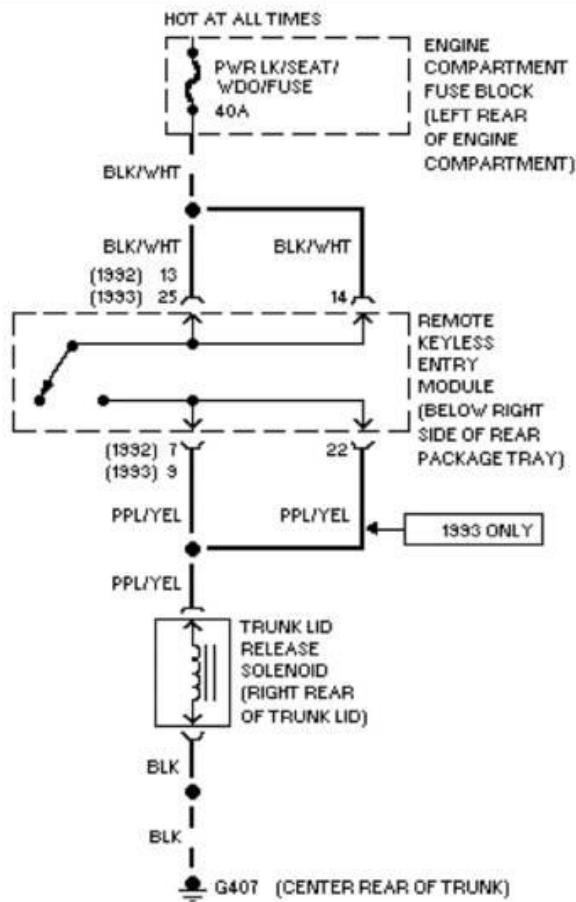 HOT AT ALL TIMES
PWR LK/SEAT/
WDO/FUSE
40A
ENGINE
COMPARTMENT
FUSE BLOCK
(LEFT REAR
OF ENGINE
COMPARTMENT)
BLK/WHT
BLK/WHT
BLK/WHT
(1992) 13
(1993) 25
14
REMOTE
KEYLESS
ENTRY
MODULE
(BELOW RIGHT
SIDE OF REAR
PACKAGE TRAY)
(1992) 7
(1993) 9
22
PPL/YEL
PPL/YEL
1993 ONLY
PPL/YEL
TRUNK LID
RELEASE
SOLENOID
(RIGHT REAR
OF TRUNK LID)
BLK
BLK
G407 (CENTER REAR OF TRUNK)